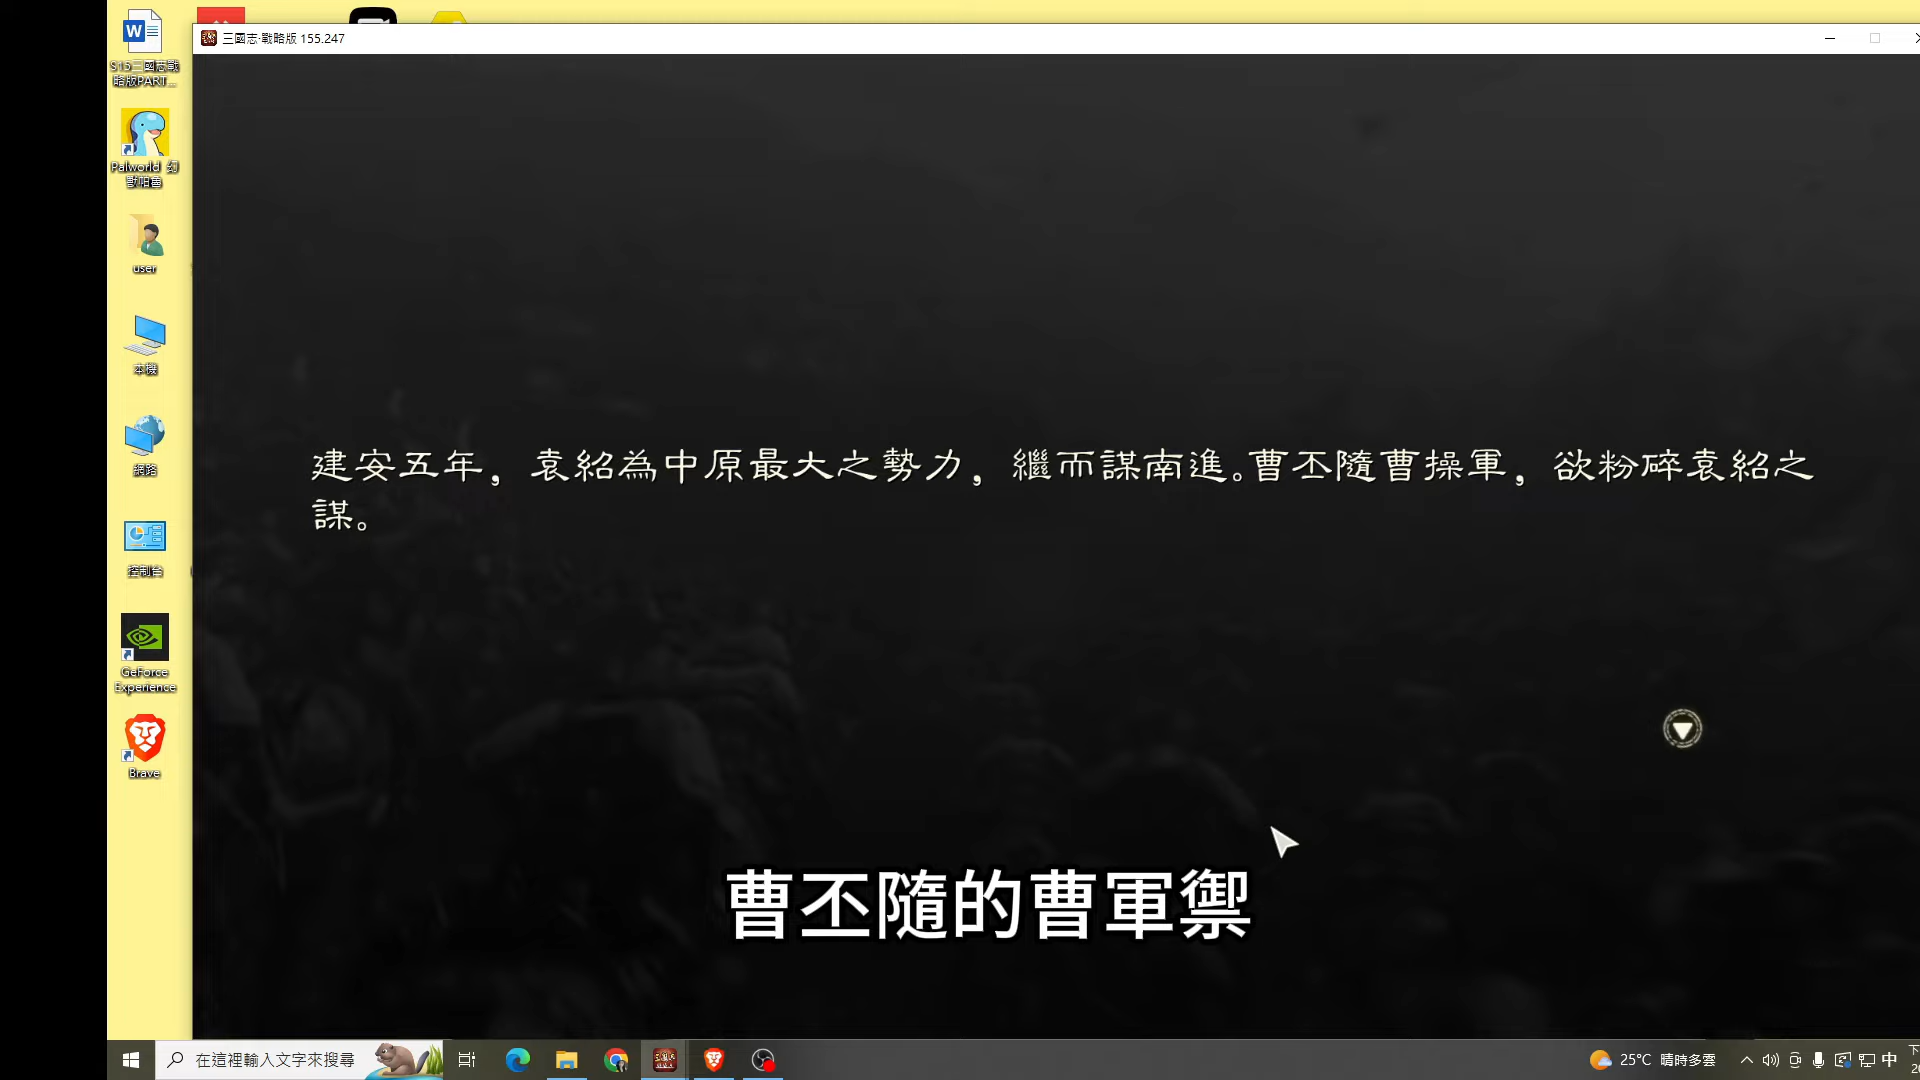 三國志·戰略版 155.247
S15三國志戰
略版PART...
Palworld 幻
獸帕魯
user
本機
網路
控制台
GeForce
Experience
Brave
建安五年，袁紹為中原最大之勢力，繼而謀南進。曹丕隨曹操軍，欲粉碎袁紹之
謀。
曹丕隨的曹軍禦
在這裡輸入文字來搜尋
25°C 晴時多雲
中
下